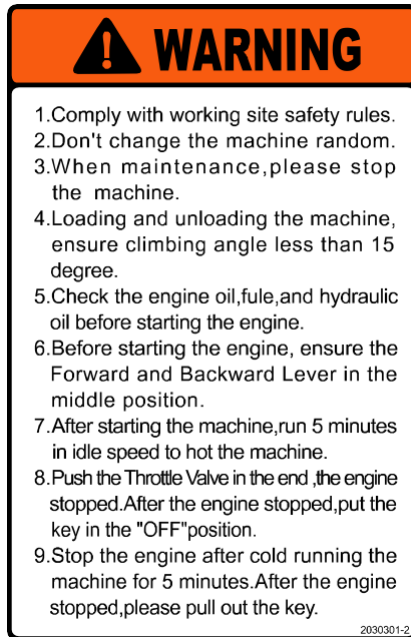 WARNING
1.Comply with working site safety rules.
2.Don't change the machine random.
3.When maintenance,please stop
the machine.
4.Loading and unloading the machine,
ensure climbing angle less than 15
degree.
5.Check the engine oil,fule,and hydraulic
oil before starting the engine.
6.Before starting the engine, ensure the
Forward and Backward Lever in the
middle position.
7.After starting the machine,run 5 minutes
in idle speed to hot the machine.
8.Push the Throttle Valve in the end ,the engine
stopped.After the engine stopped,put the
key in the "OFF"position.
9.Stop the engine after cold running the
machine for 5 minutes.After the engine
stopped,please pull out the key.
2030301-2